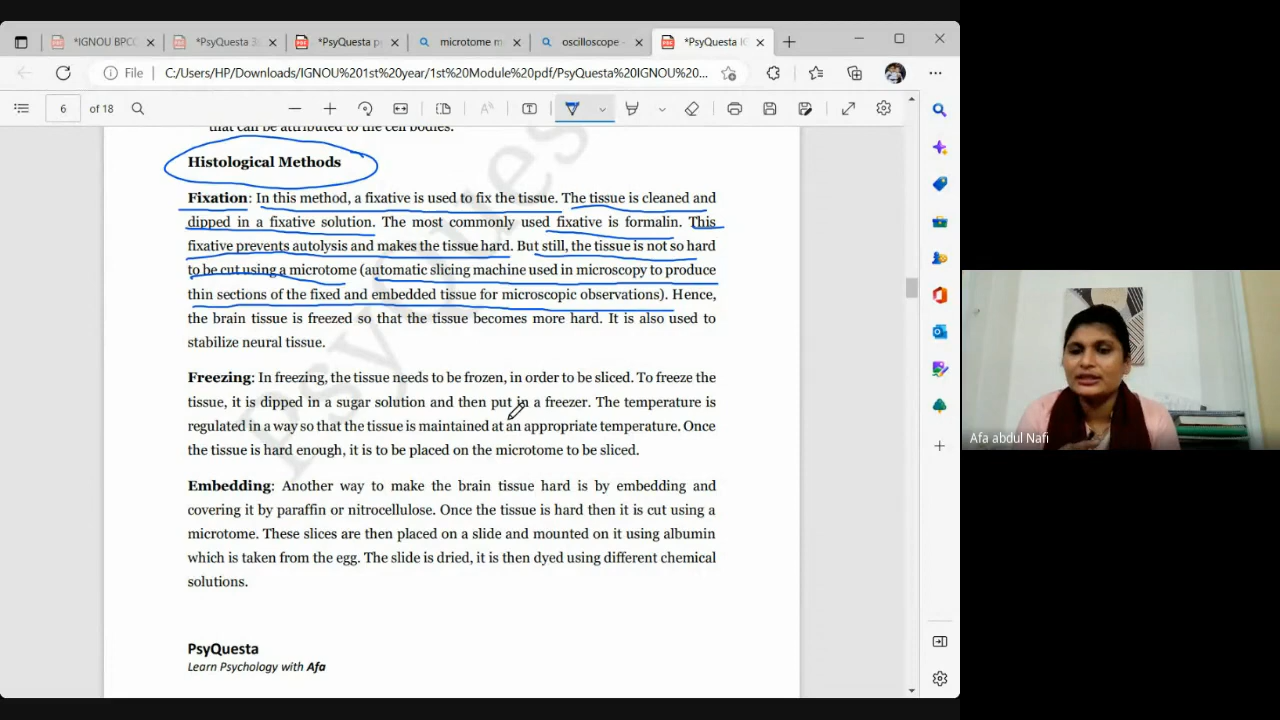 *IGNOU BPCC
*PsyQuesta 3
*PsyQuesta p
microtome m
oscilloscope -
*PsyQuesta I
File
C:/Users/HP/Downloads/IGNOU%201st%20year/1st%20Module%20pdf/PsyQuesta%20IGNOU%20...
6 of 18
that can be attributed to the cell bodies.
Histological Methods
Fixation: In this method, a fixative is used to fix the tissue. The tissue is cleaned and
dipped in a fixative solution. The most commonly used fixative is formalin. This
fixative prevents autolysis and makes the tissue hard. But still, the tissue is not so hard
to be cut using a microtome (automatic slicing machine used in microscopy to produce
thin sections of the fixed and embedded tissue for microscopic observations). Hence,
the brain tissue is freezed so that the tissue becomes more hard. It is also used to
stabilize neural tissue.
Freezing: In freezing, the tissue needs to be frozen, in order to be sliced. To freeze the
tissue, it is dipped in a sugar solution and then put in a freezer. The temperature is
regulated in a way so that the tissue is maintained at an appropriate temperature. Once
the tissue is hard enough, it is to be placed on the microtome to be sliced.
Embedding: Another way to make the brain tissue hard is by embedding and
covering it by paraffin or nitrocellulose. Once the tissue is hard then it is cut using a
microtome. These slices are then placed on a slide and mounted on it using albumin
which is taken from the egg. The slide is dried, it is then dyed using different chemical
solutions.
PsyQuesta
Learn Psychology with Afa
Afa abdul Nafi